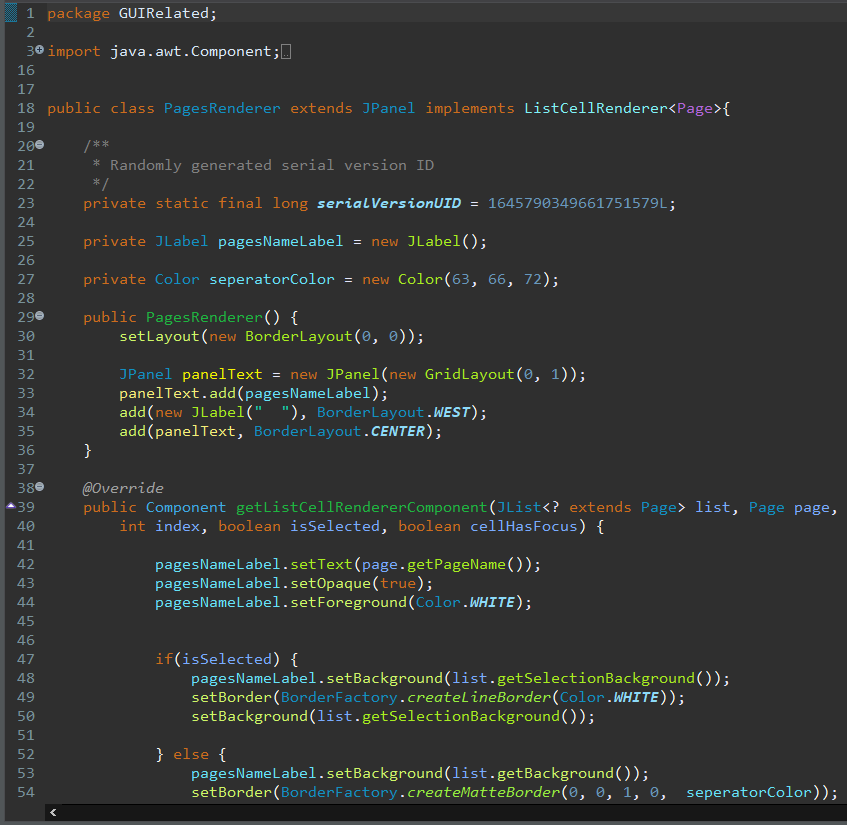 1 package GUIRelated;
2
3 import java.awt.Component;
16
17
18 public class PagesRenderer extends JPanel implements ListCellRenderer<Page>{
19
20     /**
21      * Randomly generated serial version ID
22      */
23     private static final long serialVersionUID = 1645790349661751579L;
24
25     private JLabel pagesNameLabel = new JLabel();
26
27     private Color seperatorColor = new Color(63, 66, 72);
28
29     public PagesRenderer() {
30         setLayout(new BorderLayout(0, 0));
31
32         JPanel panelText = new JPanel(new GridLayout(0, 1));
33         panelText.add(pagesNameLabel);
34         add(new JLabel("  "), BorderLayout.WEST);
35         add(panelText, BorderLayout.CENTER);
36     }
37
38     @Override
39     public Component getListCellRendererComponent(JList<? extends Page> list, Page page,
40         int index, boolean isSelected, boolean cellHasFocus) {
41
42             pagesNameLabel.setText(page.getPageName());
43             pagesNameLabel.setOpaque(true);
44             pagesNameLabel.setForeground(Color.WHITE);
45
46
47             if(isSelected) {
48                 pagesNameLabel.setBackground(list.getSelectionBackground());
49                 setBorder(BorderFactory.createLineBorder(Color.WHITE));
50                 setBackground(list.getSelectionBackground());
51
52             } else {
53                 pagesNameLabel.setBackground(list.getBackground());
54                 setBorder(BorderFactory.createMatteBorder(0, 0, 1, 0,  seperatorColor));